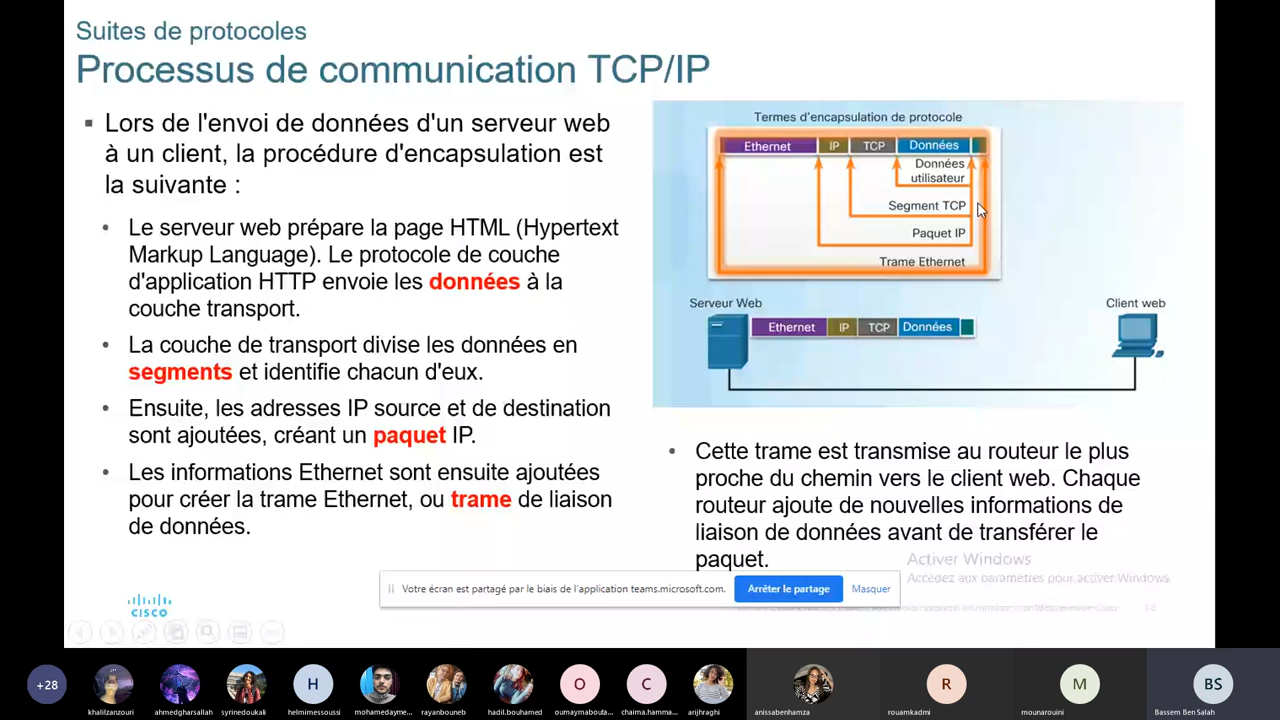 Suites de protocoles
Processus de communication TCP/IP
Lors de l'envoi de données d'un serveur web
à un client, la procédure d'encapsulation est
la suivante :
Le serveur web prépare la page HTML (Hypertext
Markup Language). Le protocole de couche
d'application HTTP envoie les données à la
couche transport.
La couche de transport divise les données en
segments et identifie chacun d'eux.
Ensuite, les adresses IP source et de destination
sont ajoutées, créant un paquet IP.
Les informations Ethernet sont ensuite ajoutées
pour créer la trame Ethernet, ou trame de liaison
de données.
Termes d'encapsulation de protocole
Ethernet IP TCP Données
Données
utilisateur
Segment TCP
Paquet IP
Trame Ethernet
Serveur Web
Client web
Ethernet IP TCP Données
Cette trame est transmise au routeur le plus
proche du chemin vers le client web. Chaque
routeur ajoute de nouvelles informations de
liaison de données avant de transférer le
paquet.
Activer Windows
Accédez aux paramètres pour activer Windows.
Votre écran est partagé par le biais de l'application teams.microsoft.com.
Arrêter le partage
Masquer
CISCO
+28
H
O
C
R
M
BS
khalilzanzouri
ahmedgharsallah
syrinedoukali
helmimessoussi
mohamedayme...
rayanbouneb
hadil.bouhamed
oumaymabouta...
chaima.hamma...
arijhraghi
anissabenhamza
rouamkadmi
mounarouini
Bassem Ben Salah